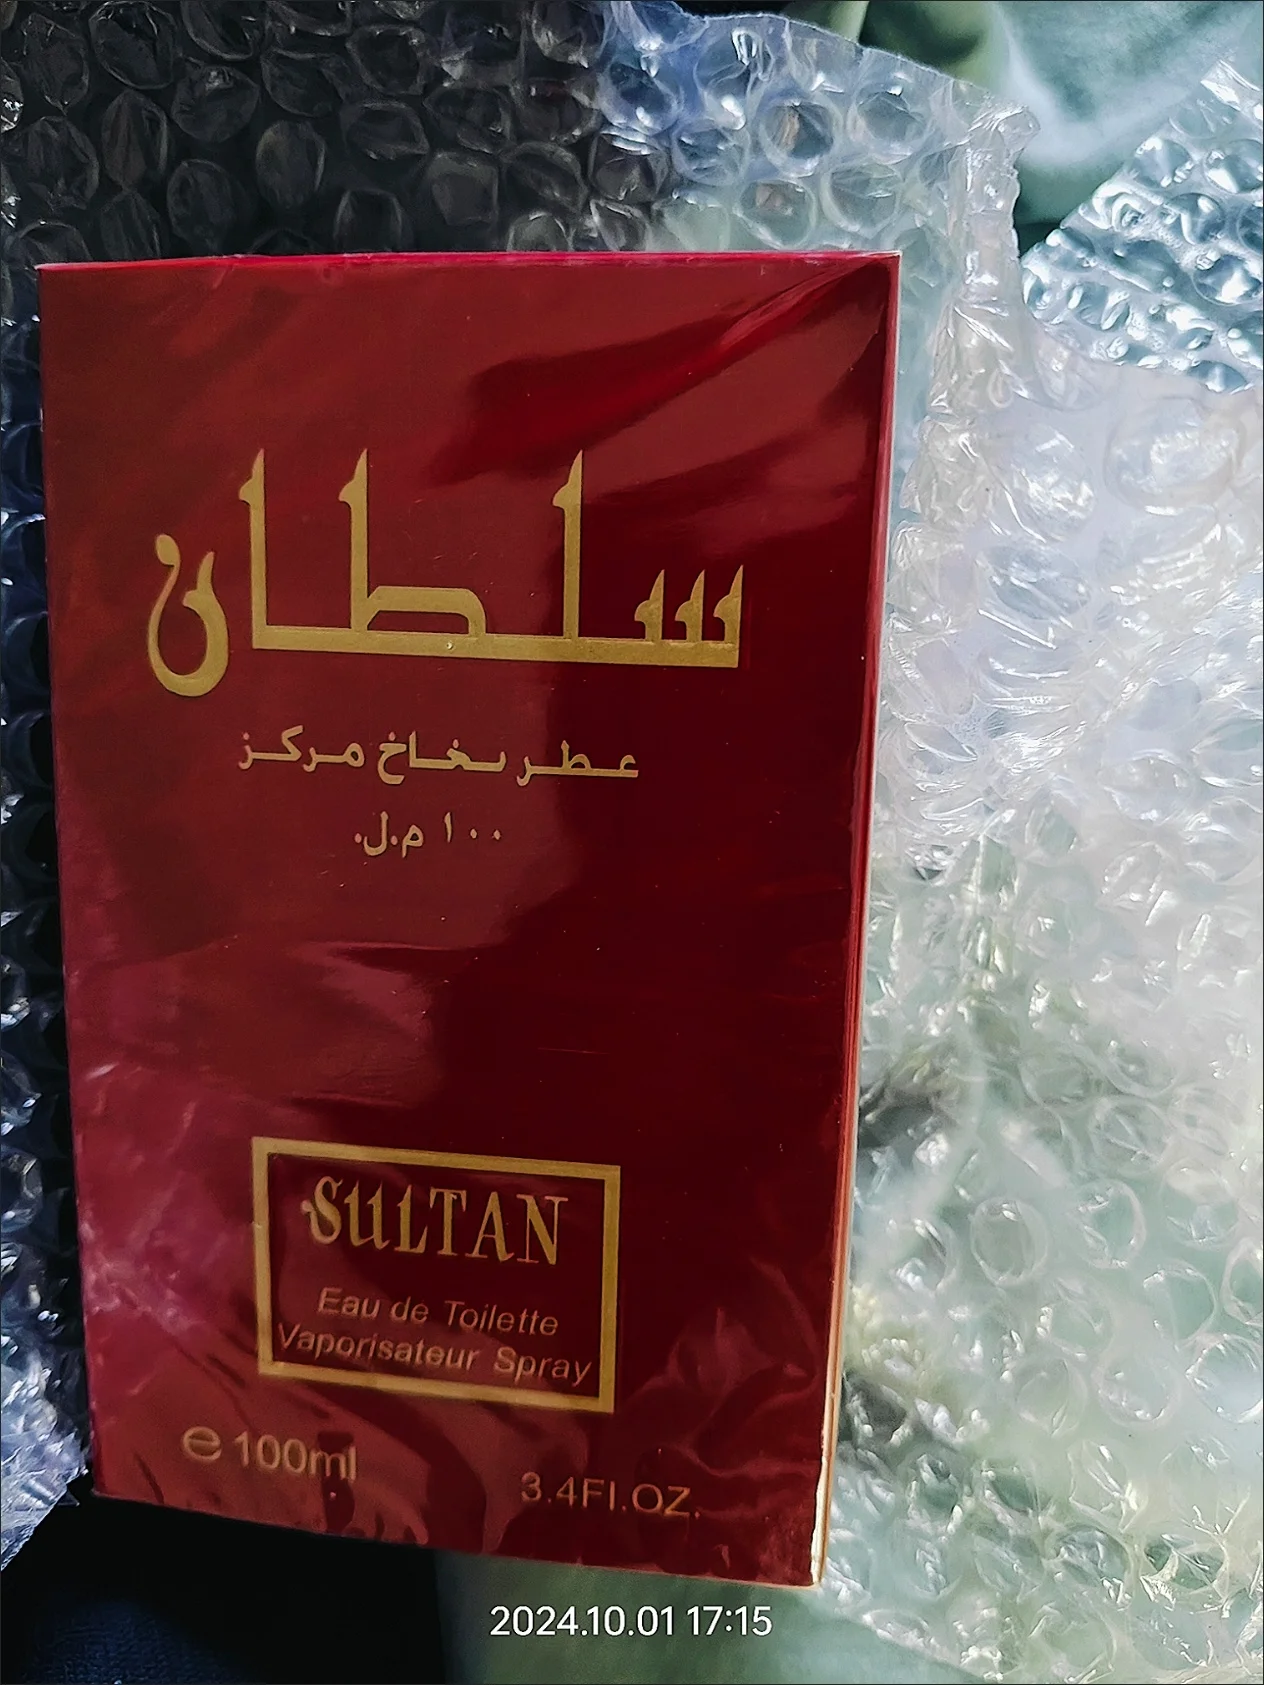 سلطان
عطر بخاخ مركز
١٠٠ م.ل.
SULTAN
Eau de Toilette
Vaporisateur Spray
e 100ml
3.4Fl.OZ.
2024.10.01 17:15